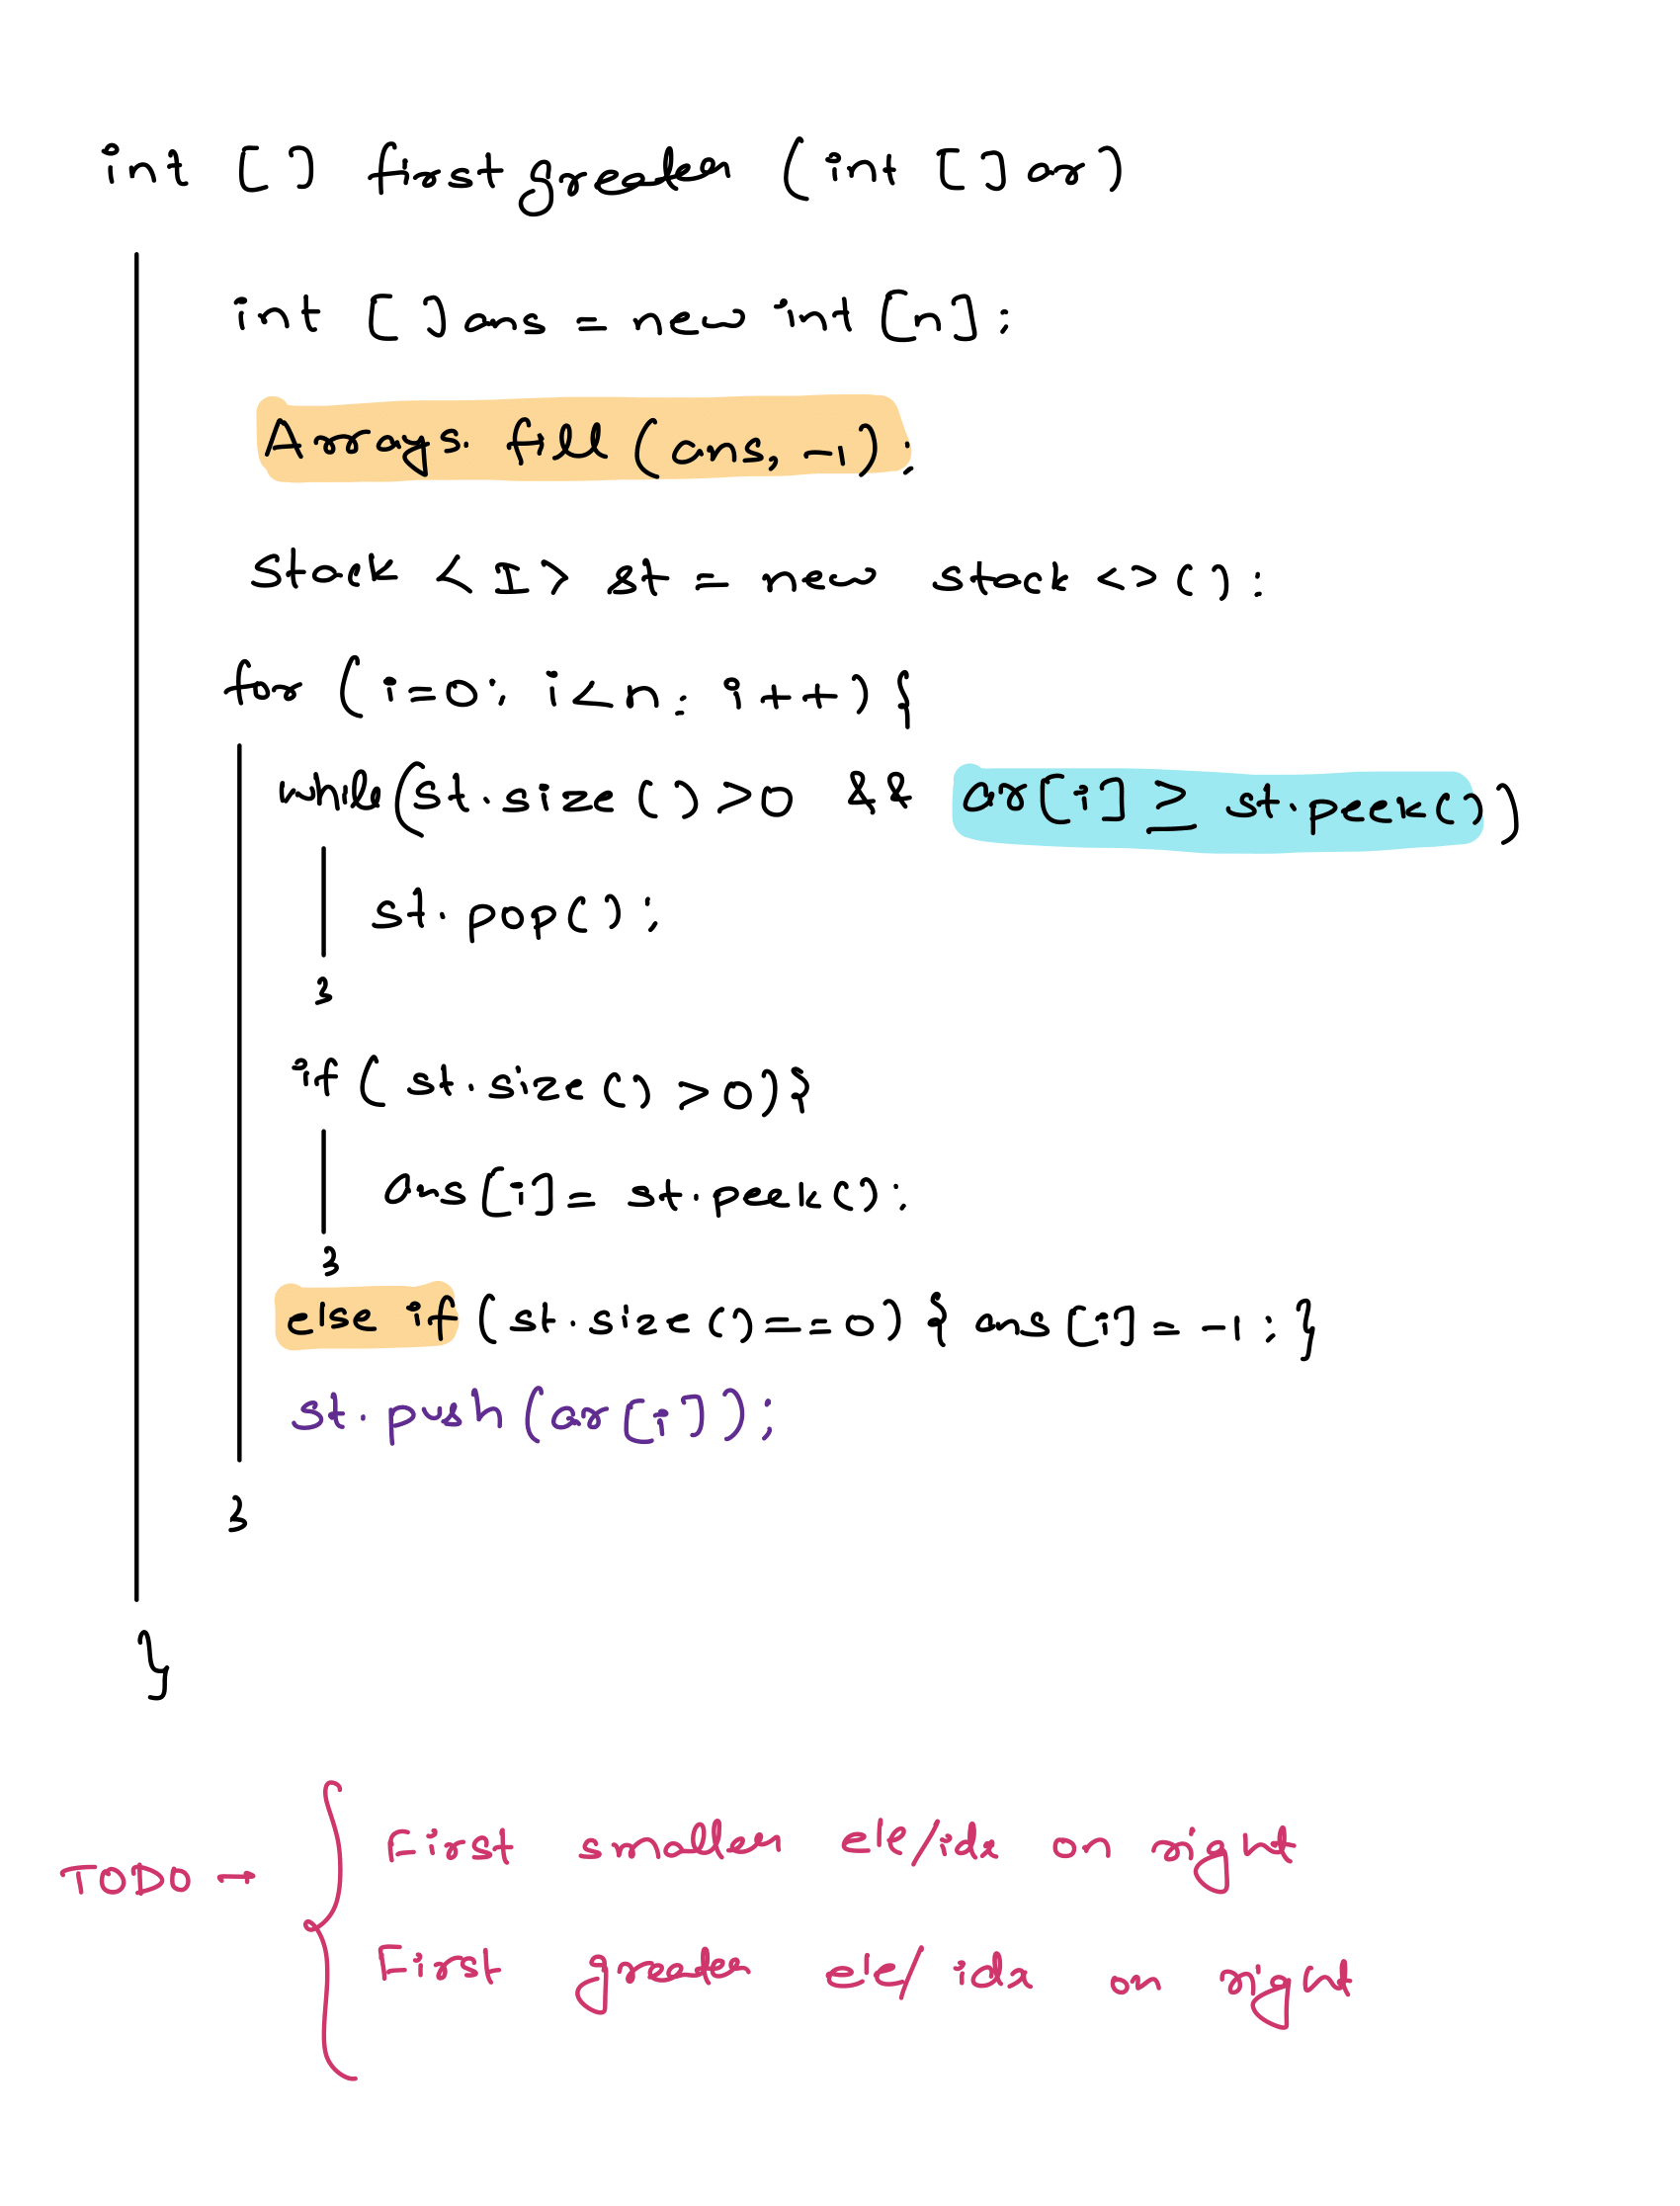 int [] firstgreater (int []ar)
int []ans = new int[n];
Arrays. fill (ans, -1);
stack <I> st = new stack <>();
for (i=0; i<n; i++) {
while(st.size()>0 && ar[i] ≥ st.peek())
st.pop();
}
if ( st.size() >0){
ans[i]= st.peek();
}
else if (st.size()==0) { ans[i]= -1;}
st.push(ar[i]);
}
}
First smaller ele/idx on right
TODO →
First greater ele/ idx on right